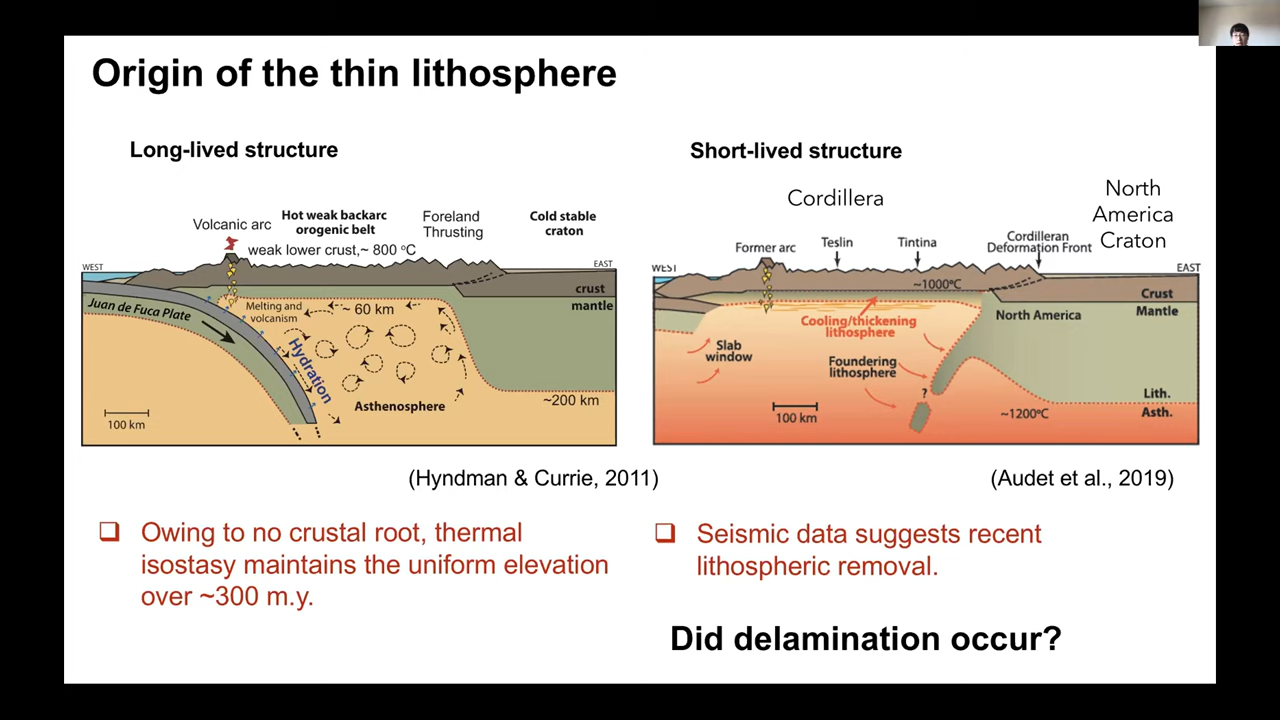 Origin of the thin lithosphere
Long-lived structure
Volcanic arc
Hot weak backarc
orogenic belt
Foreland
Thrusting
Cold stable
craton
weak lower crust,~ 800 ºC
WEST
EAST
crust
mantle
Juan de Fuca Plate
Melting and
volcanism
~ 60 km
Hydration
Asthenosphere
~200 km
100 km
(Hyndman & Currie, 2011)
Owing to no crustal root, thermal
isostasy maintains the uniform elevation
over ~300 m.y.
Short-lived structure
Cordillera
North
America
Craton
Former arc
Teslin
Tintina
Cordilleran
Deformation Front
WEST
EAST
~1000ºC
Crust
Mantle
Cooling/thickening
lithosphere
North America
Slab
window
Foundering
lithosphere
?
Lith.
Asth.
100 km
~1200ºC
(Audet et al., 2019)
Seismic data suggests recent
lithospheric removal.
Did delamination occur?